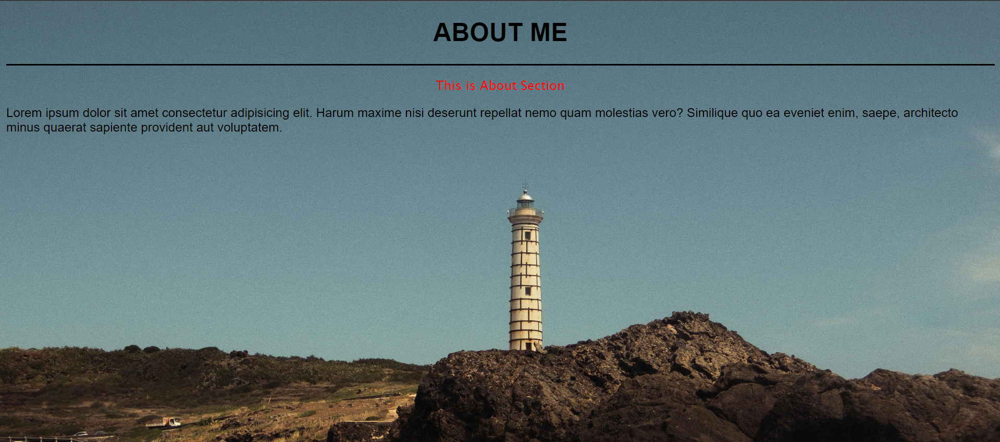 ABOUT ME
This is About Section
Lorem ipsum dolor sit amet consectetur adipisicing elit. Harum maxime nisi deserunt repellat nemo quam molestias vero? Similique quo ea eveniet enim, saepe, architecto
minus quaerat sapiente provident aut voluptatem.